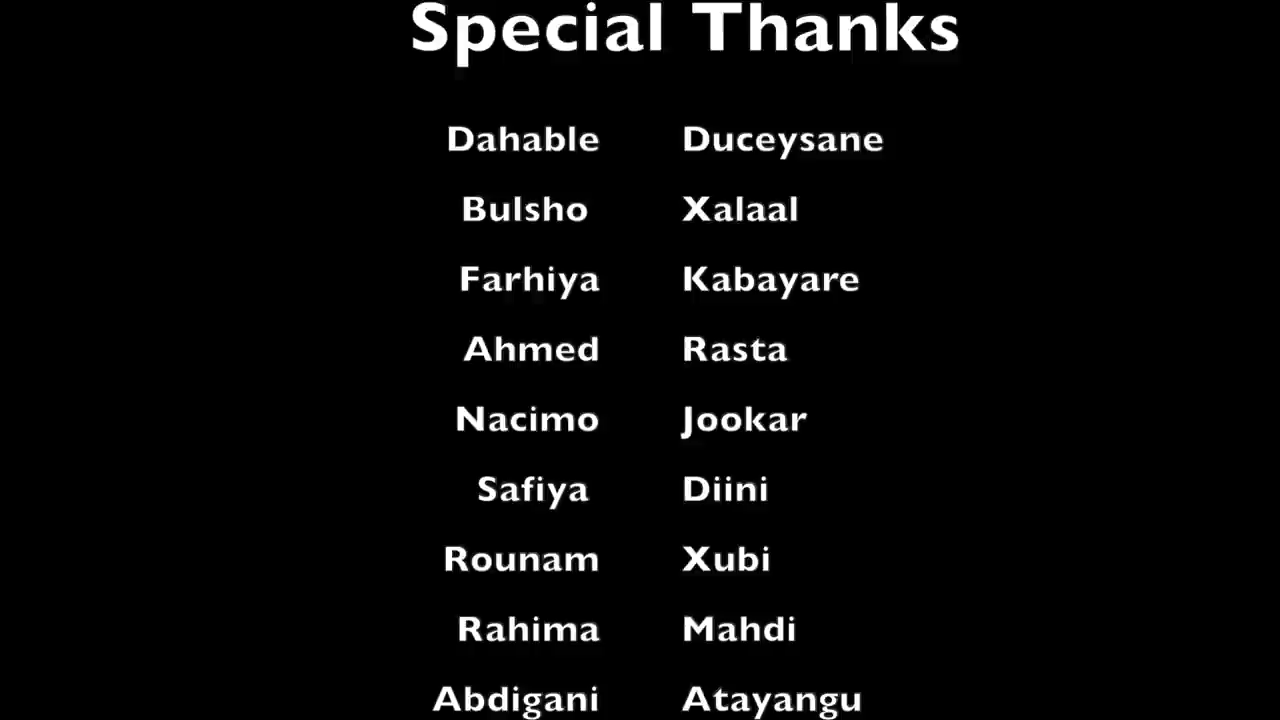 Special Thanks
Dahable Duceysane
Bulsho Xalaal
Farhiya Kabayare
Ahmed Rasta
Nacimo Jookar
Safiya Diini
Rounam Xubi
Rahima Mahdi
Abdigani Atayangu